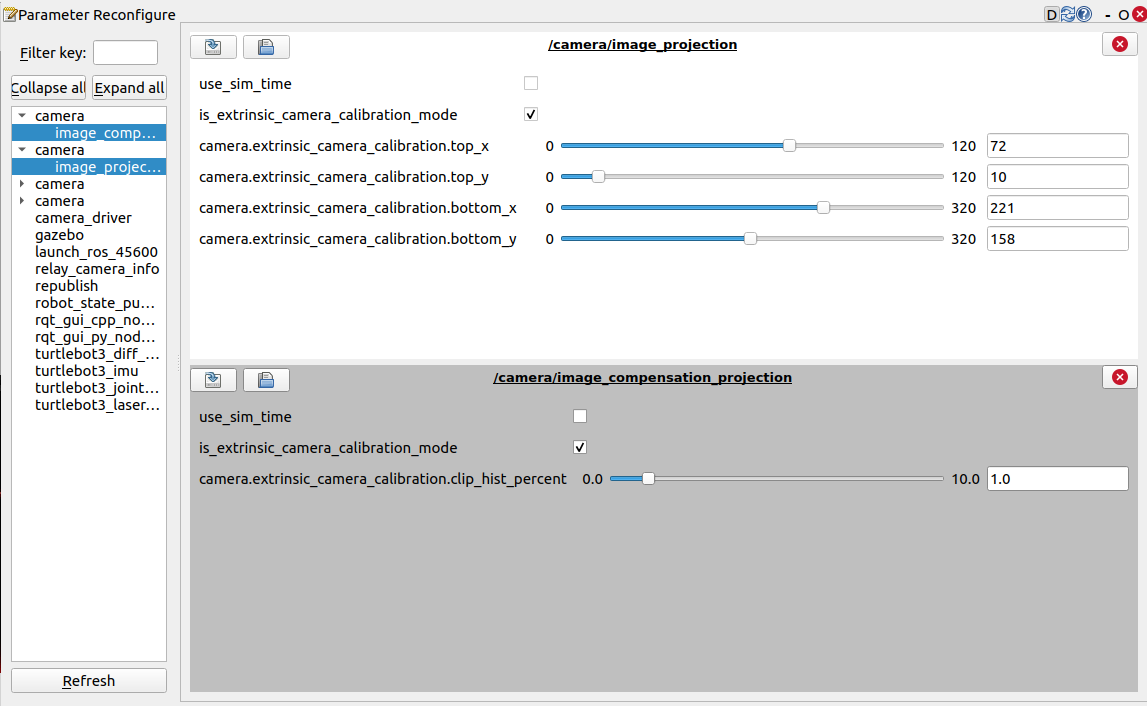 Parameter Reconfigure
D
- O
Filter key:
Collapse all Expand all
camera
image_comp...
camera
image_projec...
camera
camera
camera_driver
gazebo
launch_ros_45600
relay_camera_info
republish
robot_state_pu...
rqt_gui_cpp_no...
rqt_gui_py_nod...
turtlebot3_diff_...
turtlebot3_imu
turtlebot3_joint...
turtlebot3_laser...
Refresh
/camera/image_projection
use_sim_time
is_extrinsic_camera_calibration_mode
camera.extrinsic_camera_calibration.top_x 0 120 72
camera.extrinsic_camera_calibration.top_y 0 120 10
camera.extrinsic_camera_calibration.bottom_x 0 320 221
camera.extrinsic_camera_calibration.bottom_y 0 320 158
/camera/image_compensation_projection
use_sim_time
is_extrinsic_camera_calibration_mode
camera.extrinsic_camera_calibration.clip_hist_percent 0.0 10.0 1.0